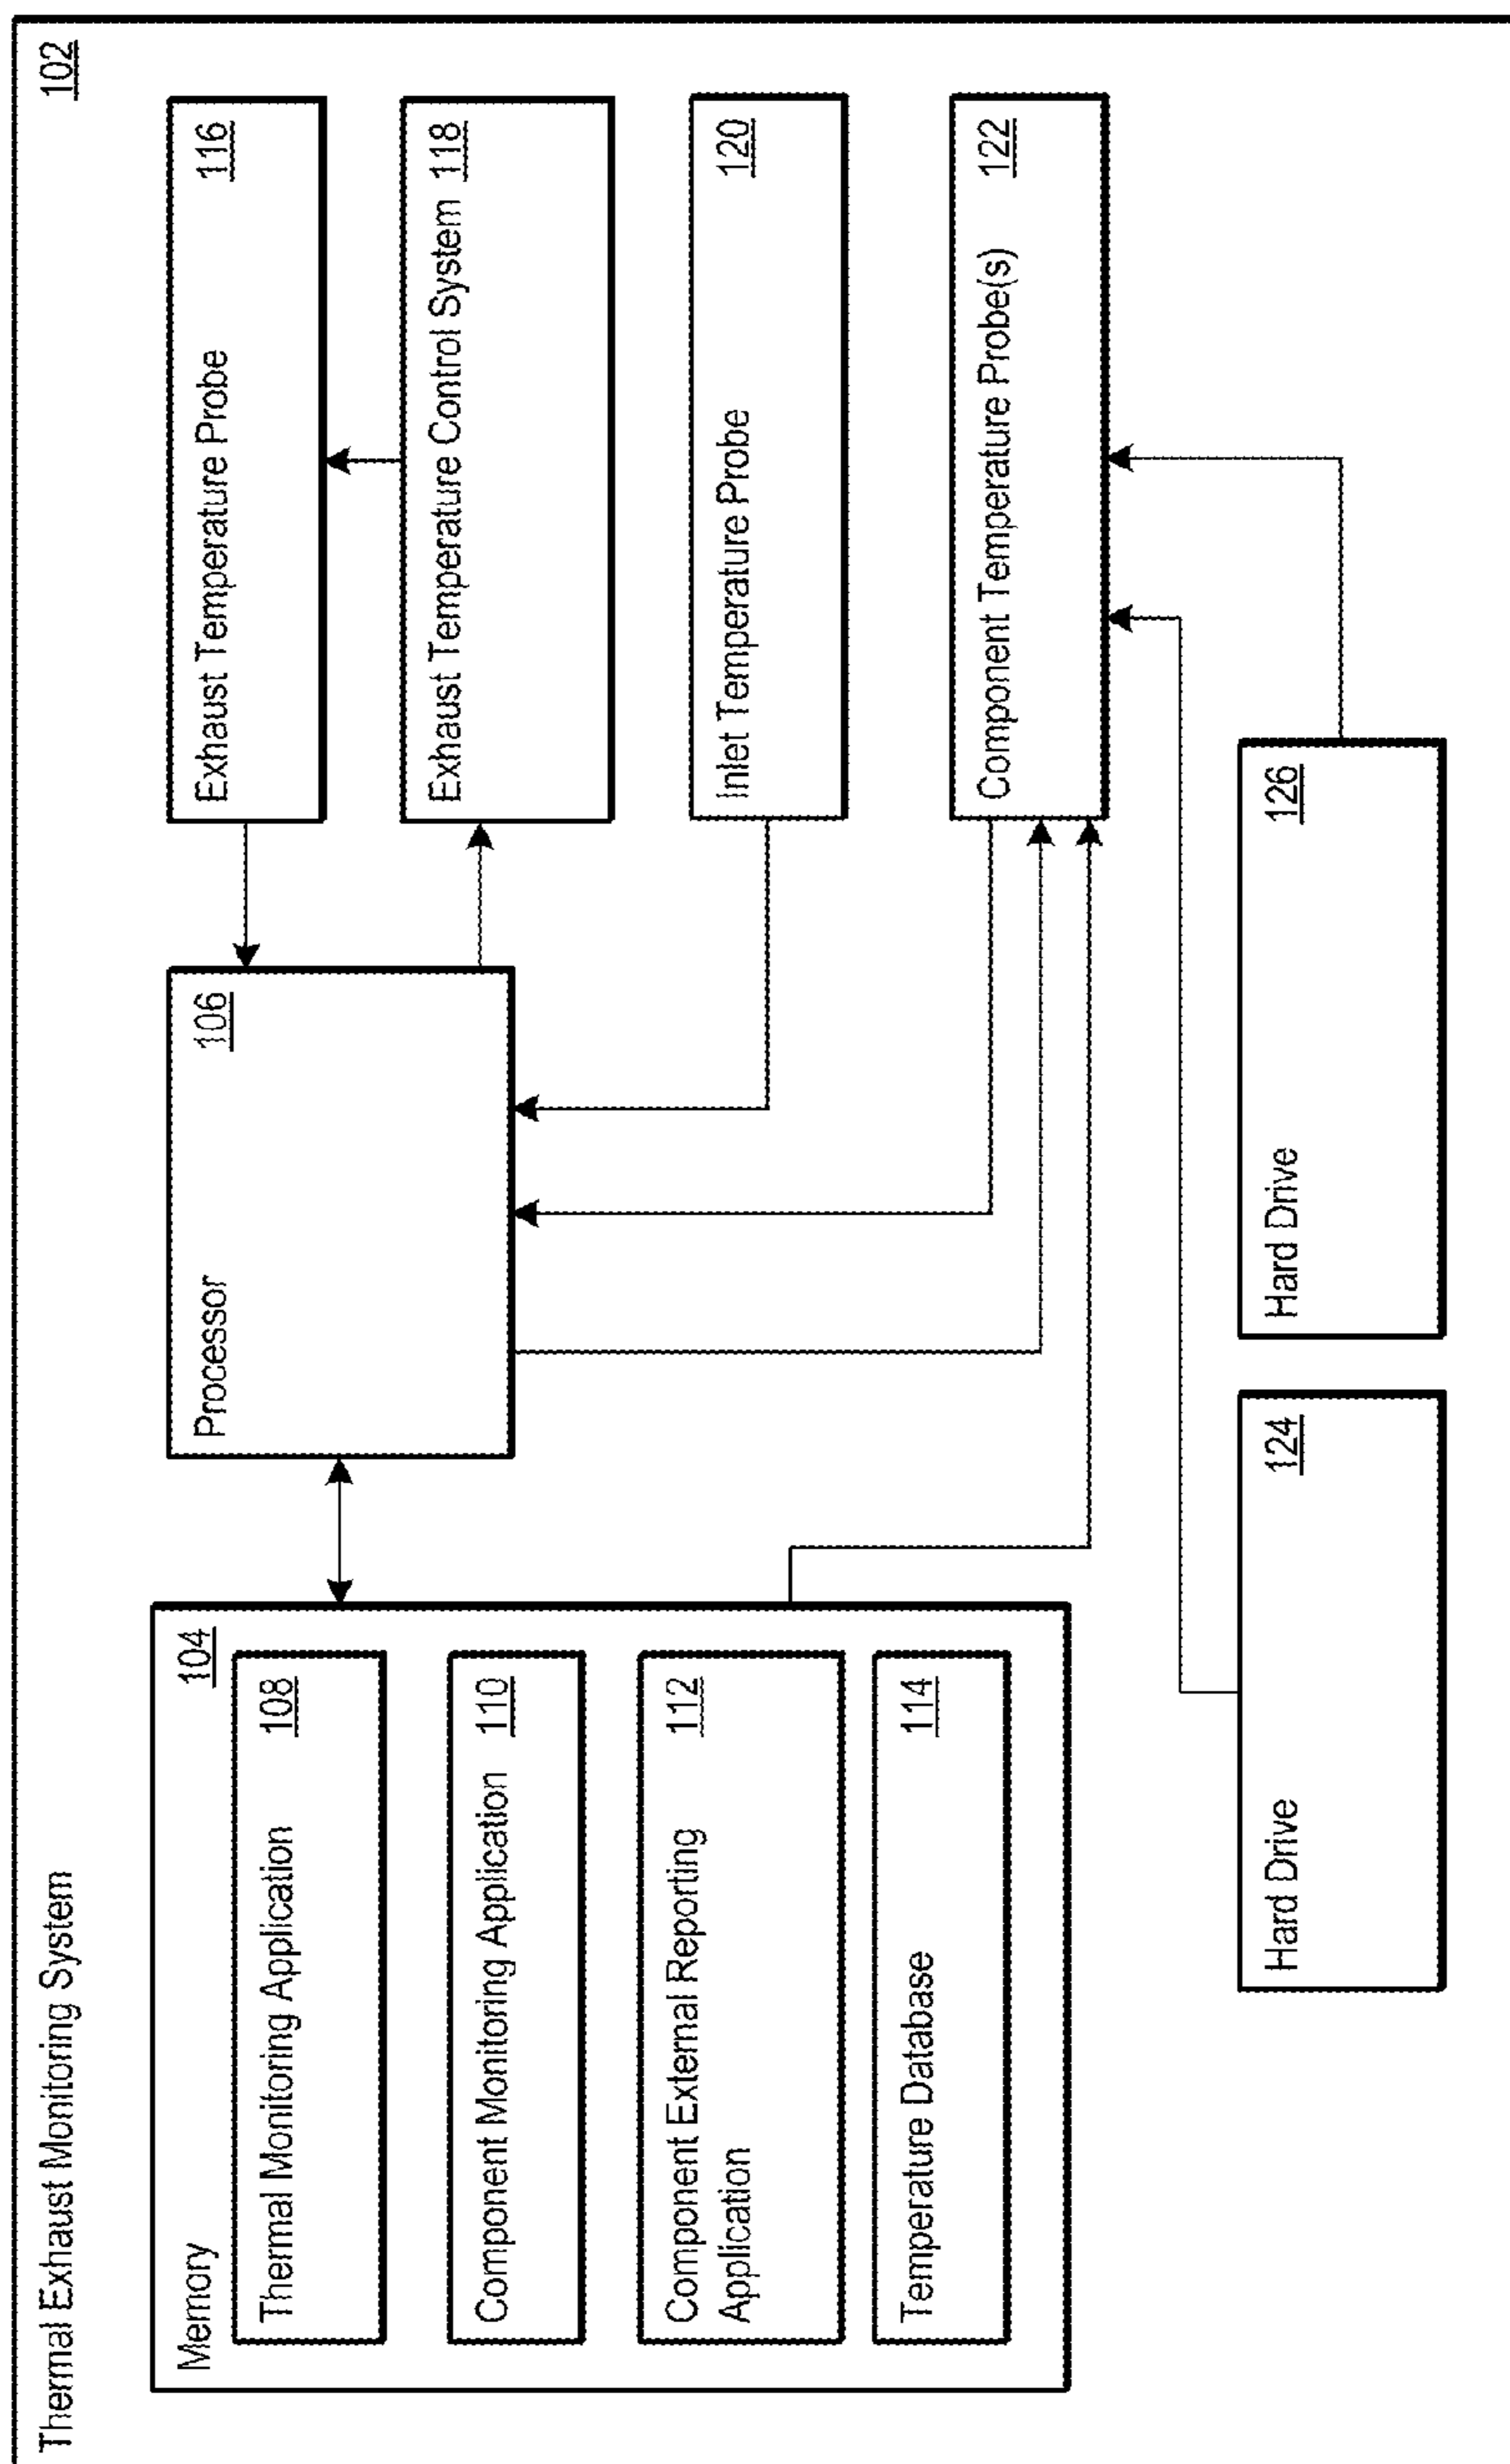 Thermal Exhaust Monitoring System
102
Memory
104
Thermal Monitoring Application
108
Component Monitoring Application
110
Component External Reporting
Application
112
Temperature Database
114
Processor
106
Exhaust Temperature Probe
116
Exhaust Temperature Control System
118
Inlet Temperature Probe
120
Component Temperature Probe(s)
122
Hard Drive
124
Hard Drive
126